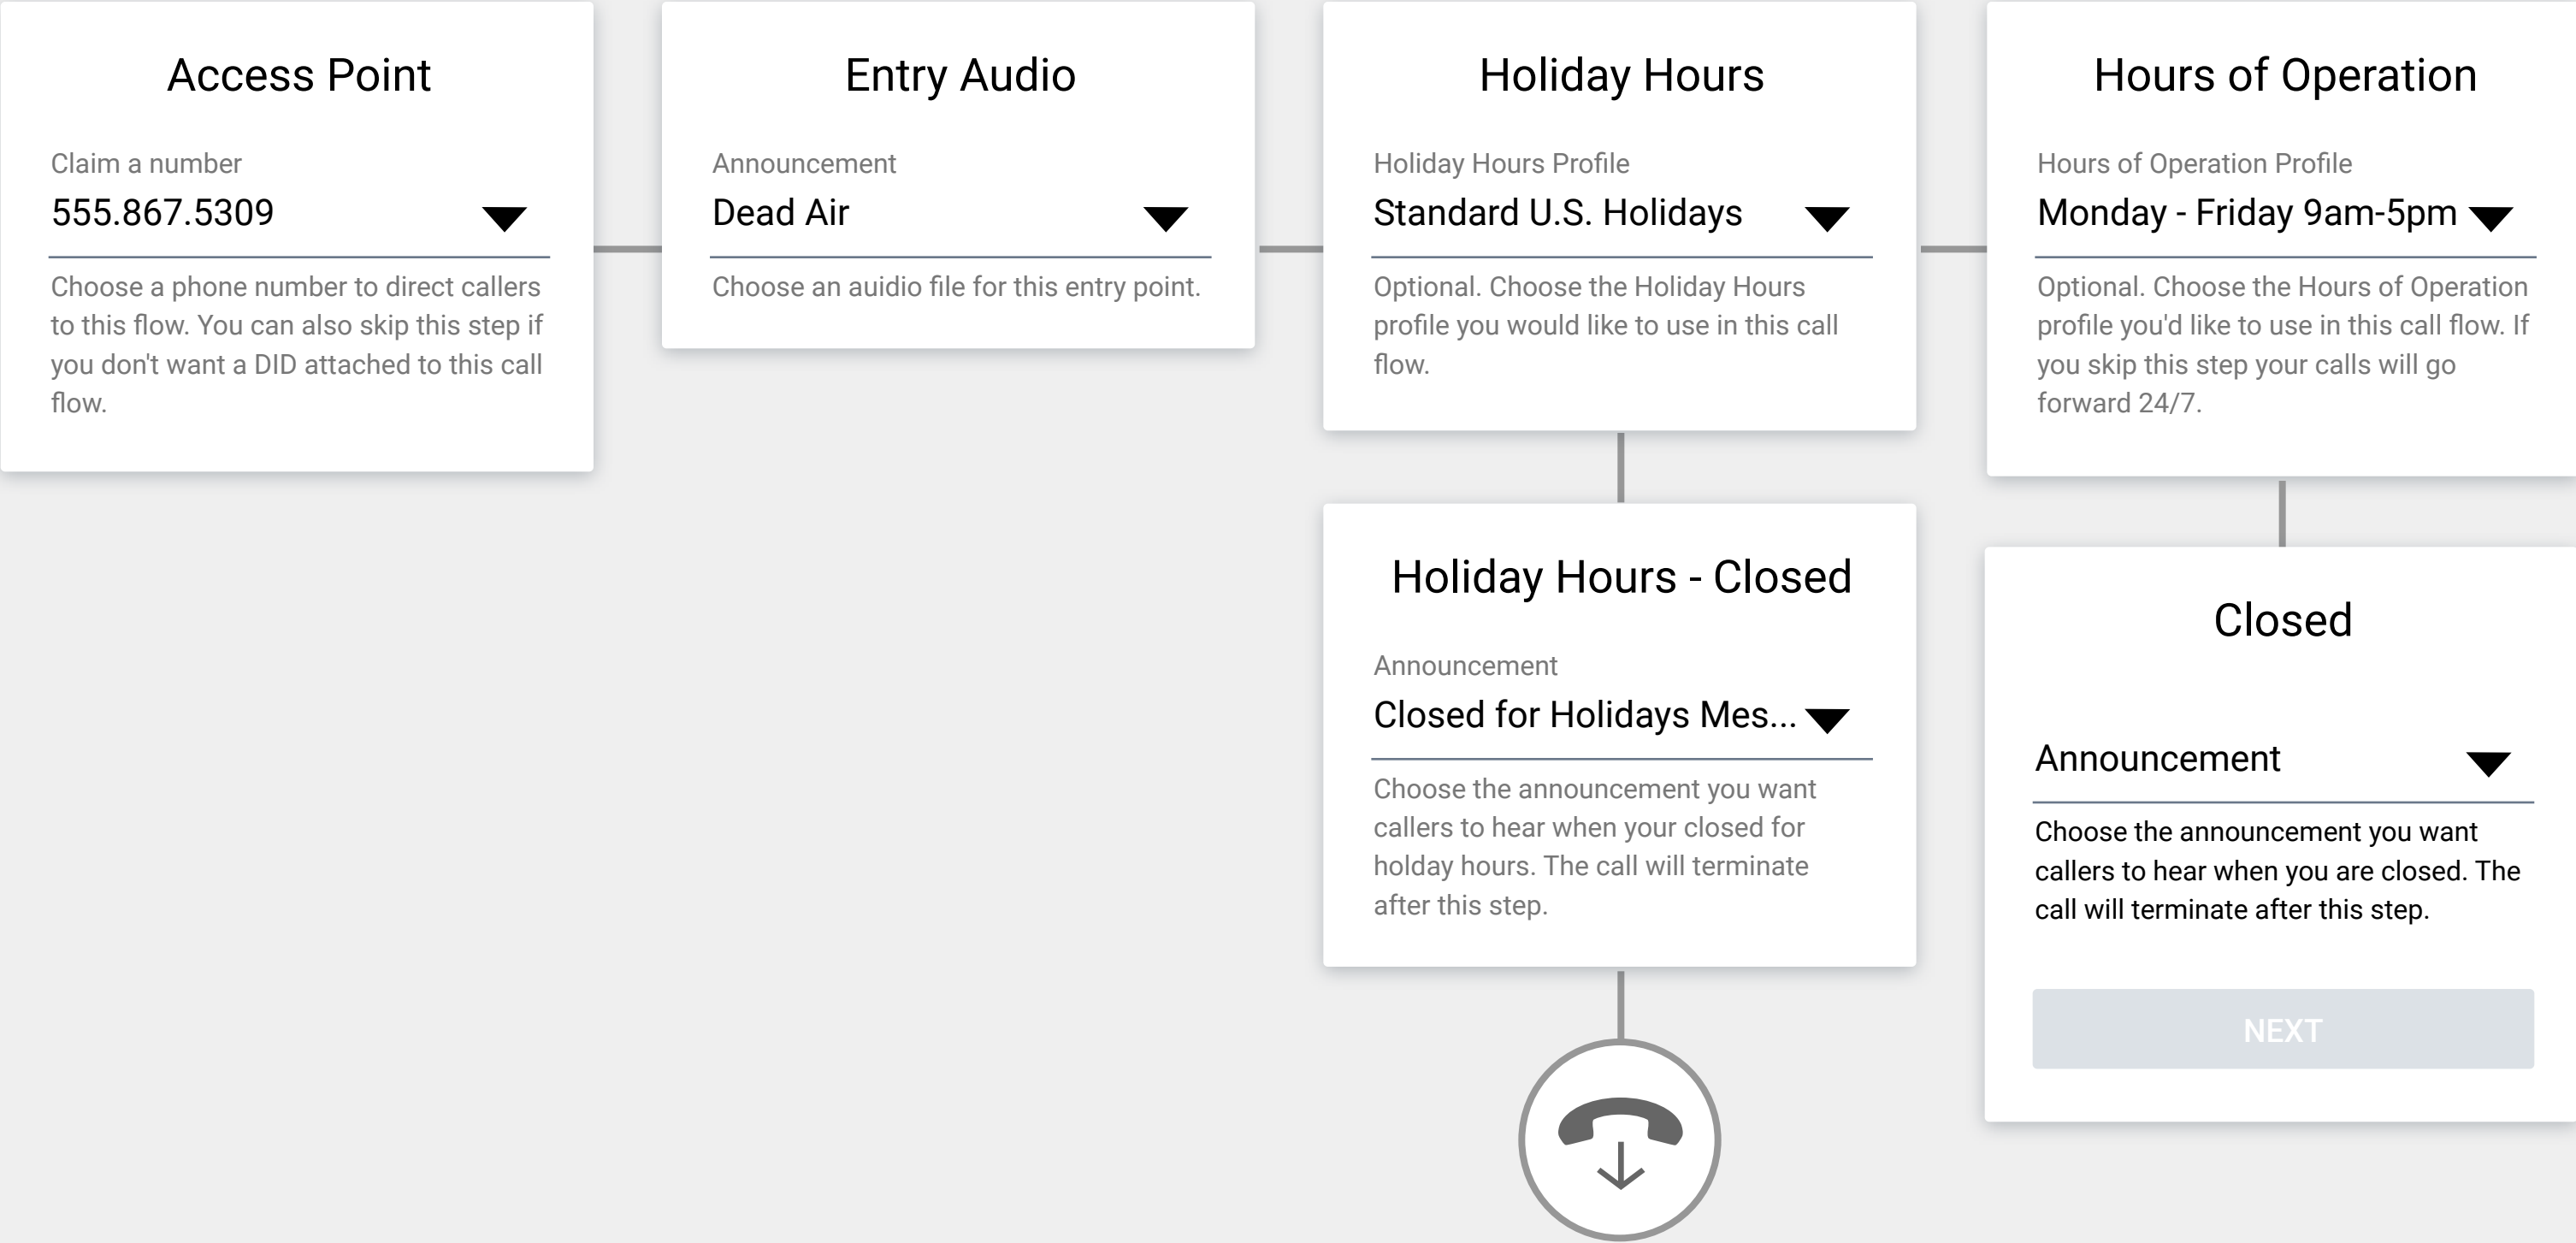 Access Point
Claim a number
555.867.5309
Choose a phone number to direct callers
to this flow. You can also skip this step if
you don't want a DID attached to this call
flow.
Entry Audio
Announcement
Dead Air
Choose an auidio file for this entry point.
Holiday Hours
Holiday Hours Profile
Standard U.S. Holidays
Optional. Choose the Holiday Hours
profile you would like to use in this call
flow.
Holiday Hours - Closed
Announcement
Closed for Holidays Mes...
Choose the announcement you want
callers to hear when your closed for
holday hours. The call will terminate
after this step.
Hours of Operation
Hours of Operation Profile
Monday - Friday 9am-5pm
Optional. Choose the Hours of Operation
profile you'd like to use in this call flow. If
you skip this step your calls will go
forward 24/7.
Closed
Announcement
Choose the announcement you want
callers to hear when you are closed. The
call will terminate after this step.
NEXT